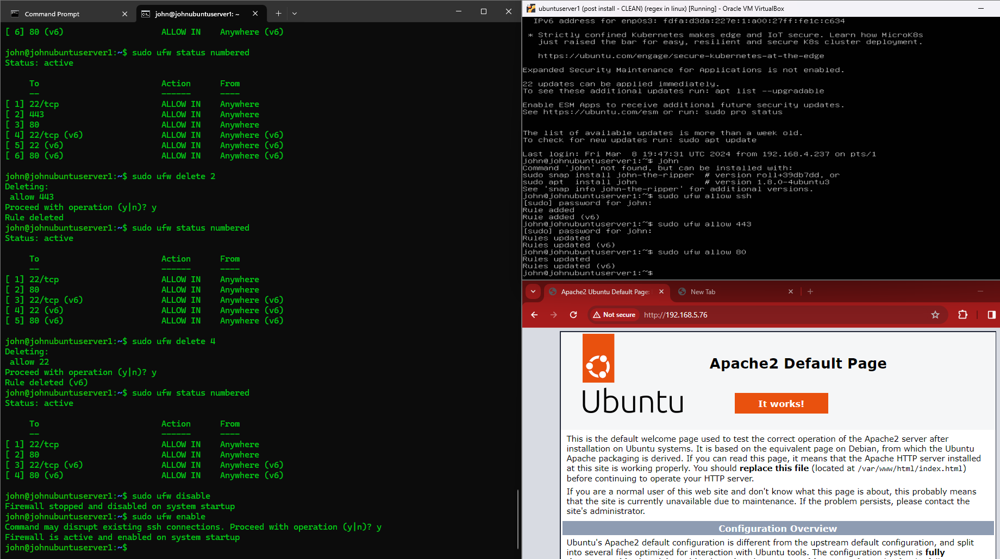 Command Prompt
john@johnubuntuserver1: ~
[ 6] 80 (v6)                    ALLOW IN    Anywhere (v6)
john@johnubuntuserver1:~$ sudo ufw status numbered
Status: active
     To                         Action      From
     --                         ------      ----
[ 1] 22/tcp                     ALLOW IN    Anywhere
[ 2] 443                        ALLOW IN    Anywhere
[ 3] 80                         ALLOW IN    Anywhere
[ 4] 22/tcp (v6)                ALLOW IN    Anywhere (v6)
[ 5] 22 (v6)                    ALLOW IN    Anywhere (v6)
[ 6] 80 (v6)                    ALLOW IN    Anywhere (v6)
john@johnubuntuserver1:~$ sudo ufw delete 2
Deleting:
 allow 443
Proceed with operation (y|n)? y
Rule deleted
john@johnubuntuserver1:~$ sudo ufw status numbered
Status: active
     To                         Action      From
     --                         ------      ----
[ 1] 22/tcp                     ALLOW IN    Anywhere
[ 2] 80                         ALLOW IN    Anywhere
[ 3] 22/tcp (v6)                ALLOW IN    Anywhere (v6)
[ 4] 22 (v6)                    ALLOW IN    Anywhere (v6)
[ 5] 80 (v6)                    ALLOW IN    Anywhere (v6)
john@johnubuntuserver1:~$ sudo ufw delete 4
Deleting:
 allow 22
Proceed with operation (y|n)? y
Rule deleted (v6)
john@johnubuntuserver1:~$ sudo ufw status numbered
Status: active
     To                         Action      From
     --                         ------      ----
[ 1] 22/tcp                     ALLOW IN    Anywhere
[ 2] 80                         ALLOW IN    Anywhere
[ 3] 22/tcp (v6)                ALLOW IN    Anywhere (v6)
[ 4] 80 (v6)                    ALLOW IN    Anywhere (v6)
john@johnubuntuserver1:~$ sudo ufw disable
Firewall stopped and disabled on system startup
john@johnubuntuserver1:~$ sudo ufw enable
Command may disrupt existing ssh connections. Proceed with operation (y|n)? y
Firewall is active and enabled on system startup
john@johnubuntuserver1:~$
ubuntuserver1 (post install - CLEAN) (regex in linux) [Running] - Oracle VM VirtualBox
IPv6 address for enp0s3: fdfa:d3da:227e:1:a00:27ff:fe1c:c634
 * Strictly confined Kubernetes makes edge and IoT secure. Learn how MicroK8s
   just raised the bar for easy, resilient and secure K8s cluster deployment.
   https://ubuntu.com/engage/secure-kubernetes-at-the-edge
Expanded Security Maintenance for Applications is not enabled.
22 updates can be applied immediately.
To see these additional updates run: apt list --upgradable
Enable ESM Apps to receive additional future security updates.
See https://ubuntu.com/esm or run: sudo pro status
The list of available updates is more than a week old.
To check for new updates run: sudo apt update
Last login: Fri Mar  8 19:47:31 UTC 2024 from 192.168.4.237 on pts/1
john@johnubuntuserver1:~$ john
Command 'john' not found, but can be installed with:
sudo snap install john-the-ripper  # version roll+39db7dd, or
sudo apt  install john             # version 1.8.0-4ubuntu3
See 'snap info john-the-ripper' for additional versions.
john@johnubuntuserver1:~$ sudo ufw allow ssh
[sudo] password for john:
Rule added
Rule added (v6)
john@johnubuntuserver1:~$ sudo ufw allow 443
[sudo] password for john:
Rules updated
Rules updated (v6)
john@johnubuntuserver1:~$ sudo ufw allow 80
Rules updated
Rules updated (v6)
john@johnubuntuserver1:~$
Apache2 Ubuntu Default Page:
New Tab
Not secure
http://192.168.5.76
Ubuntu
Apache2 Default Page
It works!
This is the default welcome page used to test the correct operation of the Apache2 server after
installation on Ubuntu systems. It is based on the equivalent page on Debian, from which the Ubuntu
Apache packaging is derived. If you can read this page, it means that the Apache HTTP server installed
at this site is working properly. You should replace this file (located at /var/www/html/index.html)
before continuing to operate your HTTP server.
If you are a normal user of this web site and don't know what this page is about, this probably means
that the site is currently unavailable due to maintenance. If the problem persists, please contact the
site's administrator.
Configuration Overview
Ubuntu's Apache2 default configuration is different from the upstream default configuration, and split
into several files optimized for interaction with Ubuntu tools. The configuration system is fully